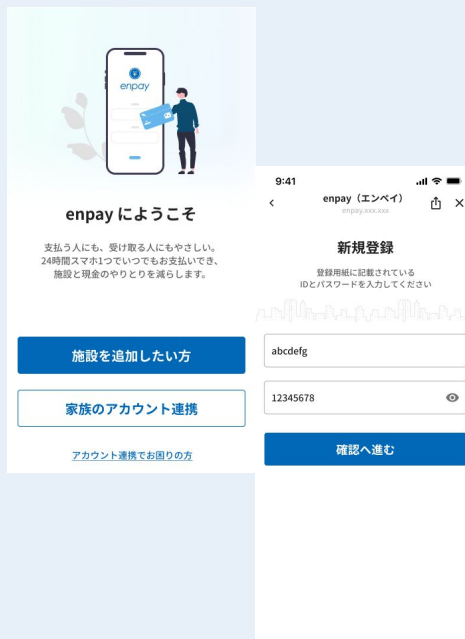 enpay
enpay にようこそ
支払う人にも、受け取る人にもやさしい。
24時間スマホ1つでいつでもお支払いでき、
施設と現金のやりとりを減らします。
施設を追加したい方
家族のアカウント連携
アカウント連携でお困りの方
9:41
enpay（エンペイ）
enpay.xxx.xxx
新規登録
登録用紙に記載されている
IDとパスワードを入力してください
abcdefg
12345678
確認へ進む